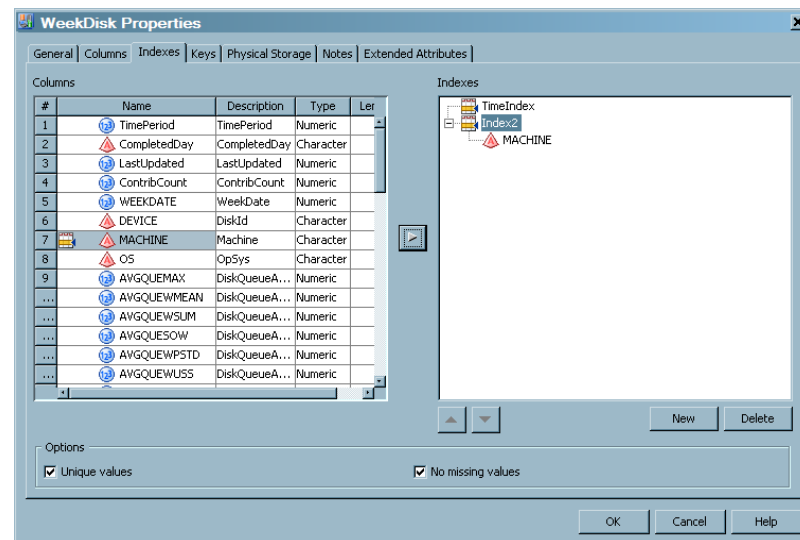 WeekDisk Properties
General Columns Indexes Keys Physical Storage Notes Extended Attributes
Columns
# Name Description Type Ler
1 TimePeriod TimePeriod Numeric
2 CompletedDay CompletedDay Character
3 LastUpdated LastUpdated Numeric
4 ContribCount ContribCount Numeric
5 WEEKDATE WeekDate Numeric
6 DEVICE DiskId Character
7 MACHINE Machine Character
8 OS OpSys Character
9 AVGQUEMAX DiskQueueA... Numeric
... AVGQUEWMEAN DiskQueueA... Numeric
... AVGQUEWSUM DiskQueueA... Numeric
... AVGQUESOW DiskQueueA... Numeric
... AVGQUEWPSTD DiskQueueA... Numeric
... AVGQUEWUSS DiskQueueA... Numeric
Indexes
TimeIndex
Index2
MACHINE
New Delete
Options
Unique values No missing values
OK Cancel Help